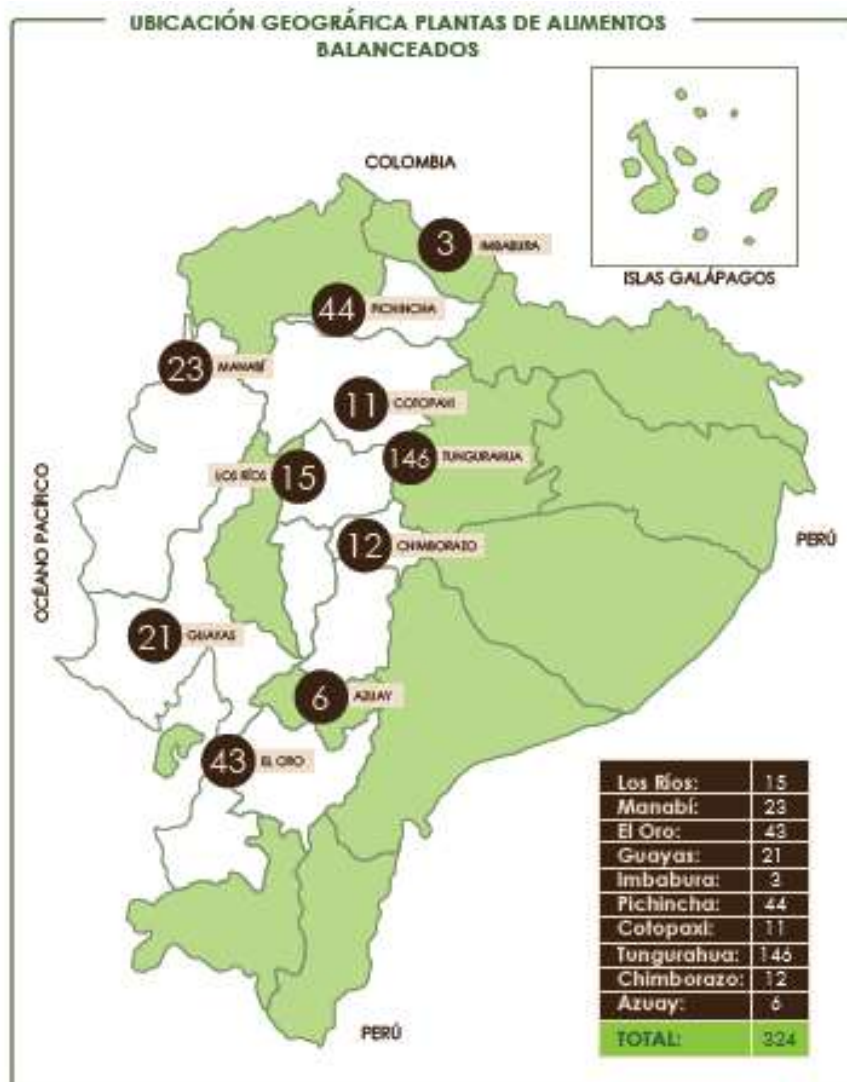 UBICACIÓN GEOGRÁFICA PLANTAS DE ALIMENTOS
BALANCEADOS
COLOMBIA
3 IMBABURA
ISLAS GALÁPAGOS
44 PICHINCHA
23 MANABÍ
11 COTOPAXI
146 TUNGURAHUA
LOS RÍOS 15
12 CHIMBORAZO
PERÚ
OCÉANO PACÍFICO
21 GUAYAS
6 AZUAY
43 EL ORO
Los Ríos: 15
Manabí: 23
El Oro: 43
Guayas: 21
Imbabura: 3
Pichincha: 44
Cotopaxi: 11
Tungurahua: 146
Chimborazo: 12
Azuay: 6
TOTAL: 324
PERÚ